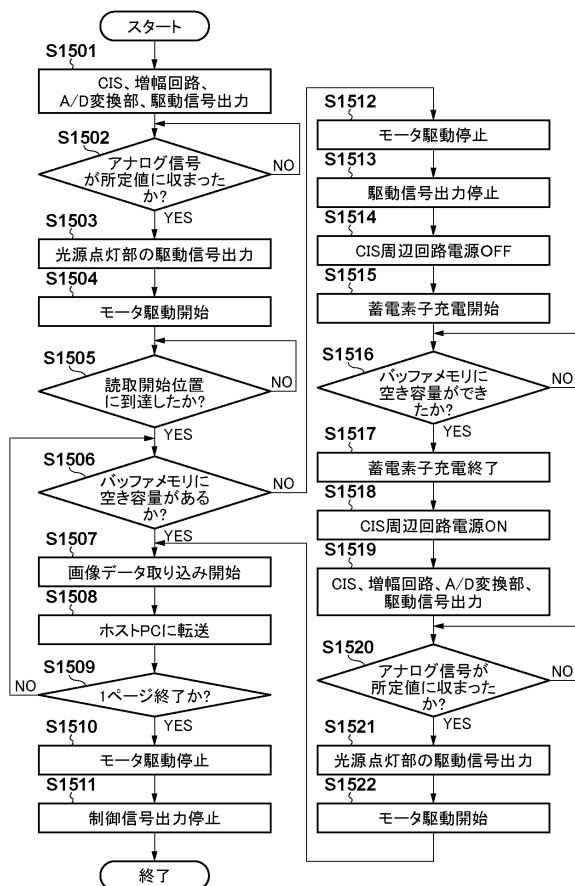 スタート
S1501
CIS、増幅回路、
A/D変換部、駆動信号出力
S1502
アナログ信号
が所定値に収まった
か?
NO
YES
S1503
光源点灯部の駆動信号出力
S1504
モータ駆動開始
S1505
読取開始位置
に到達したか?
NO
YES
S1506
バッファメモリに
空き容量がある
か?
NO
YES
S1507
画像データ取り込み開始
S1508
ホストPCに転送
S1509
1ページ終了か?
NO
YES
S1510
モータ駆動停止
S1511
制御信号出力停止
終了
S1512
モータ駆動停止
S1513
駆動信号出力停止
S1514
CIS周辺回路電源OFF
S1515
蓄電素子充電開始
S1516
バッファメモリに
空き容量ができ
たか?
NO
YES
S1517
蓄電素子充電終了
S1518
CIS周辺回路電源ON
S1519
CIS、増幅回路、A/D変換部、
駆動信号出力
S1520
アナログ信号が
所定値に収まった
か?
NO
YES
S1521
光源点灯部の駆動信号出力
S1522
モータ駆動開始